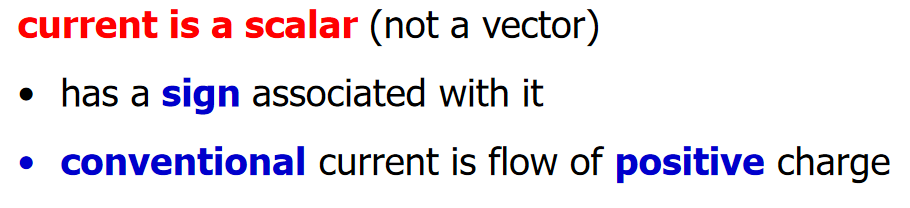 current is a scalar (not a vector)
• has a sign associated with it
• conventional current is flow of positive charge